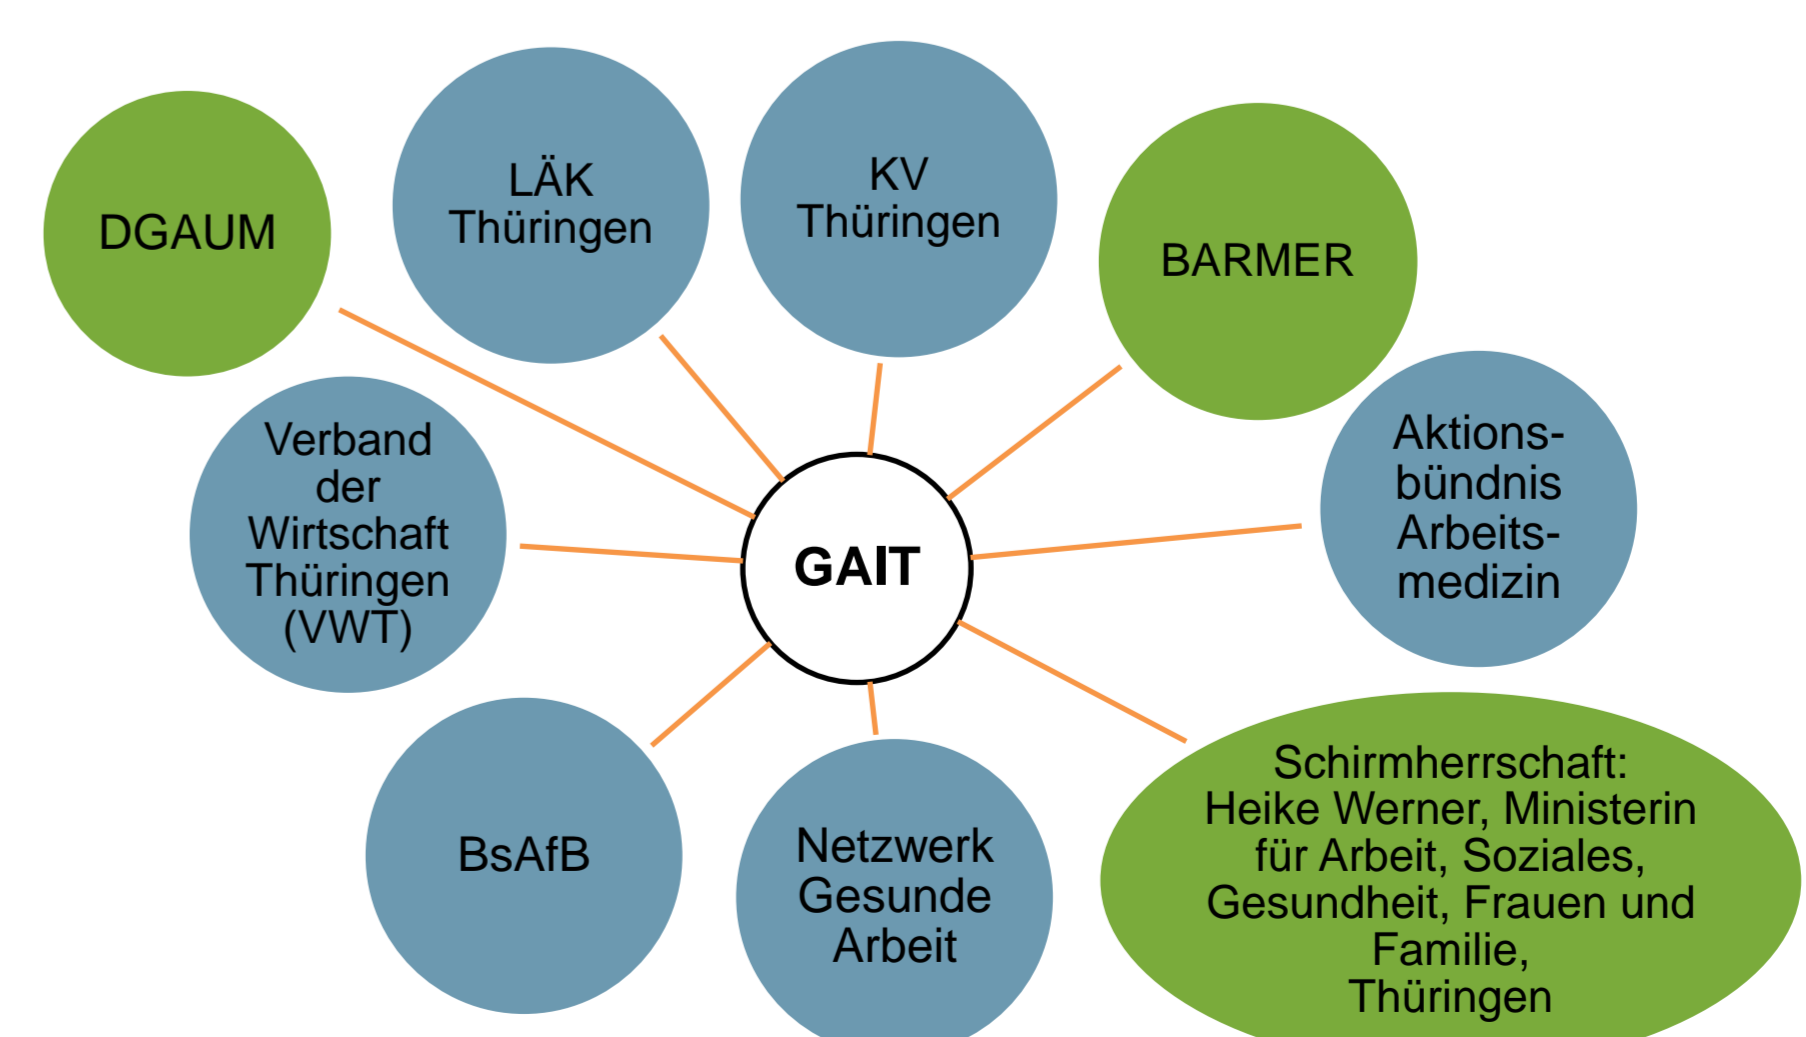 DGAUM
LÄK
Thüringen
KV
Thüringen
BARMER
Verband
der
Wirtschaft
Thüringen
(VWT)
GAIT
Aktions-
bündnis
Arbeits-
medizin
BsAfB
Netzwerk
Gesunde
Arbeit
Schirmherrschaft:
Heike Werner, Ministerin
für Arbeit, Soziales,
Gesundheit, Frauen und
Familie,
Thüringen